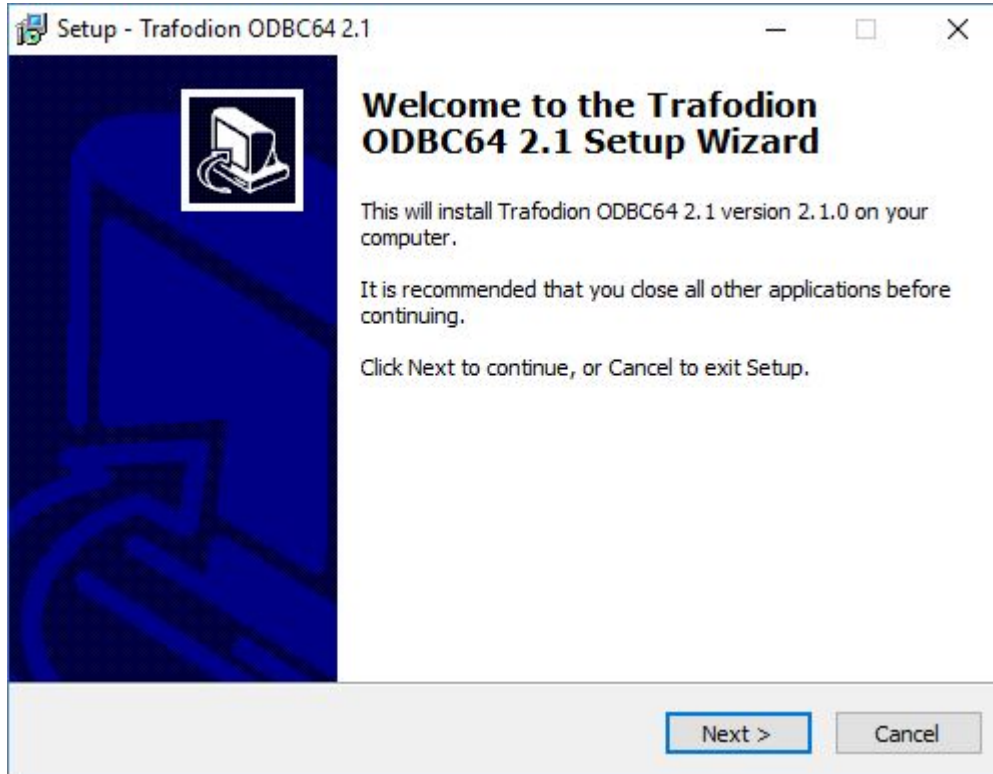 Setup - Trafodion ODBC64 2.1
Welcome to the Trafodion
ODBC64 2.1 Setup Wizard
This will install Trafodion ODBC64 2.1 version 2.1.0 on your
computer.
It is recommended that you close all other applications before
continuing.
Click Next to continue, or Cancel to exit Setup.
Next >
Cancel